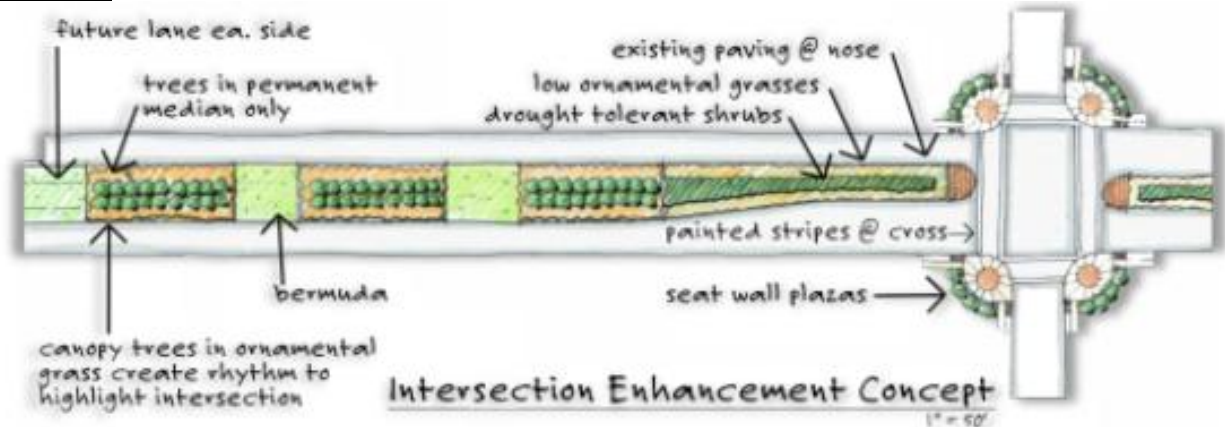 future lane ea. side
trees in permanent
median only
existing paving @ nose
low ornamental grasses
drought tolerant shrubs
painted stripes @ cross
bermuda
seat wall plazas
canopy trees in ornamental
grass create rhythm to
highlight intersection
Intersection Enhancement Concept
1" = 50'